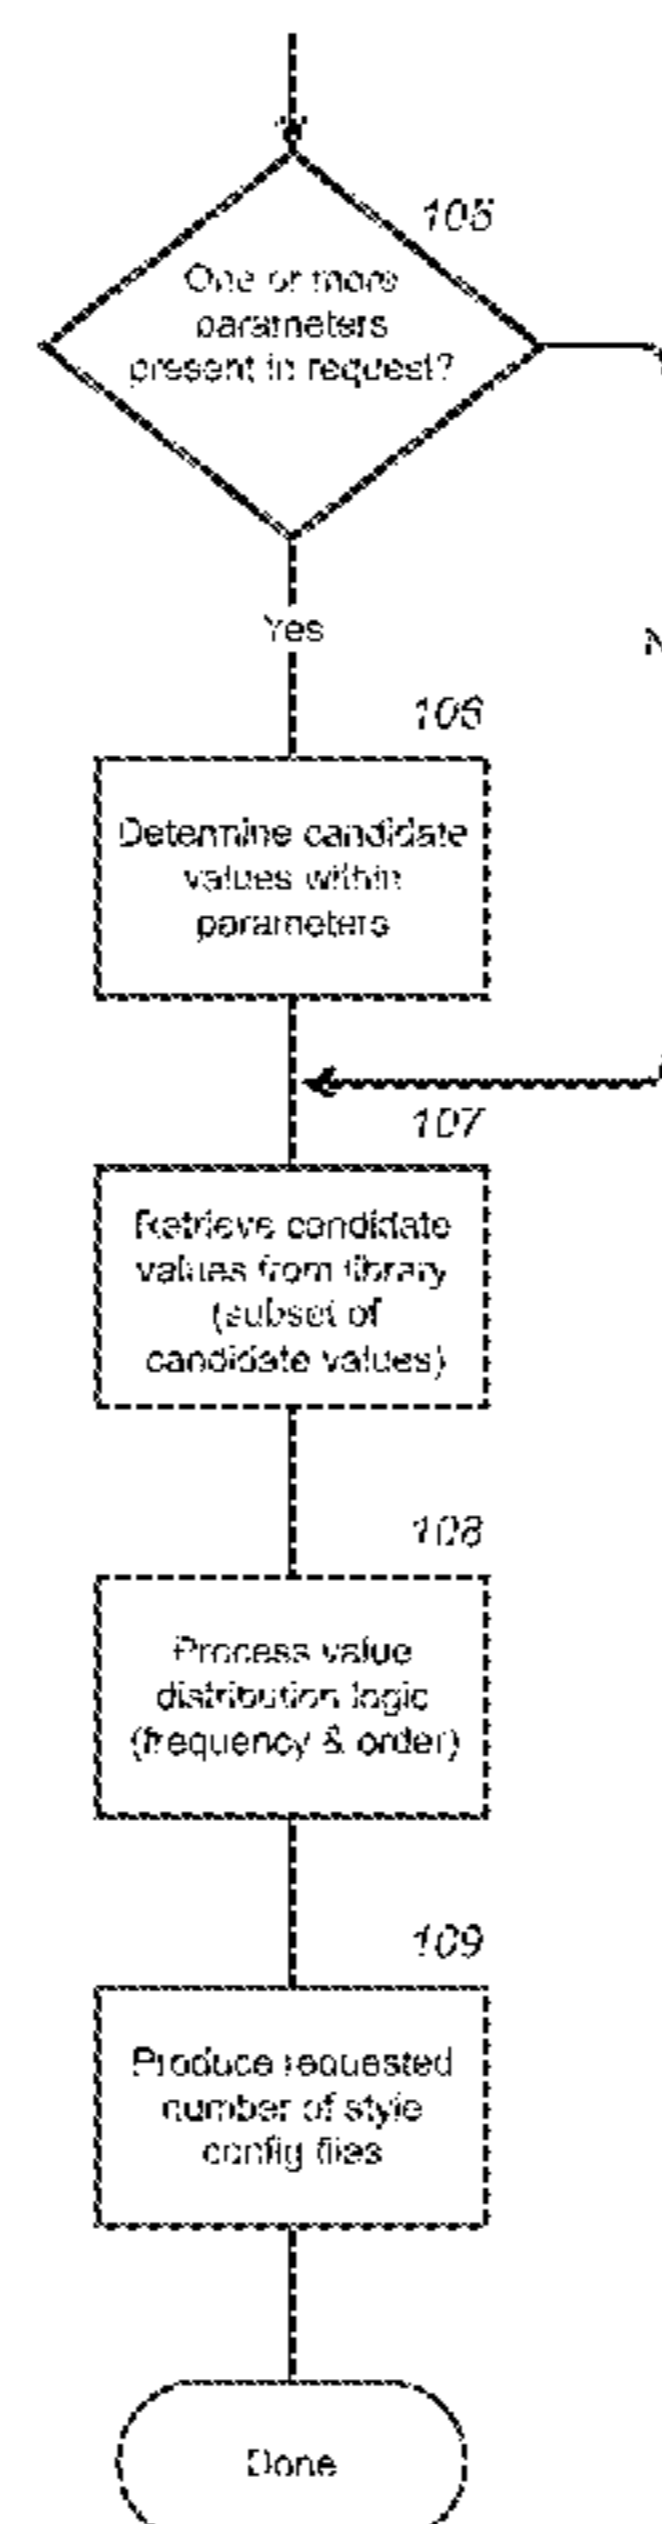 105
One or more
parameters
present in request?
Yes
N
106
Determine candidate
values within
parameters
107
Retrieve candidate
values from library
(subset of
candidate values)
108
Process value
distribution logic
(frequency & order)
109
Produce requested
number of style
config files
Done